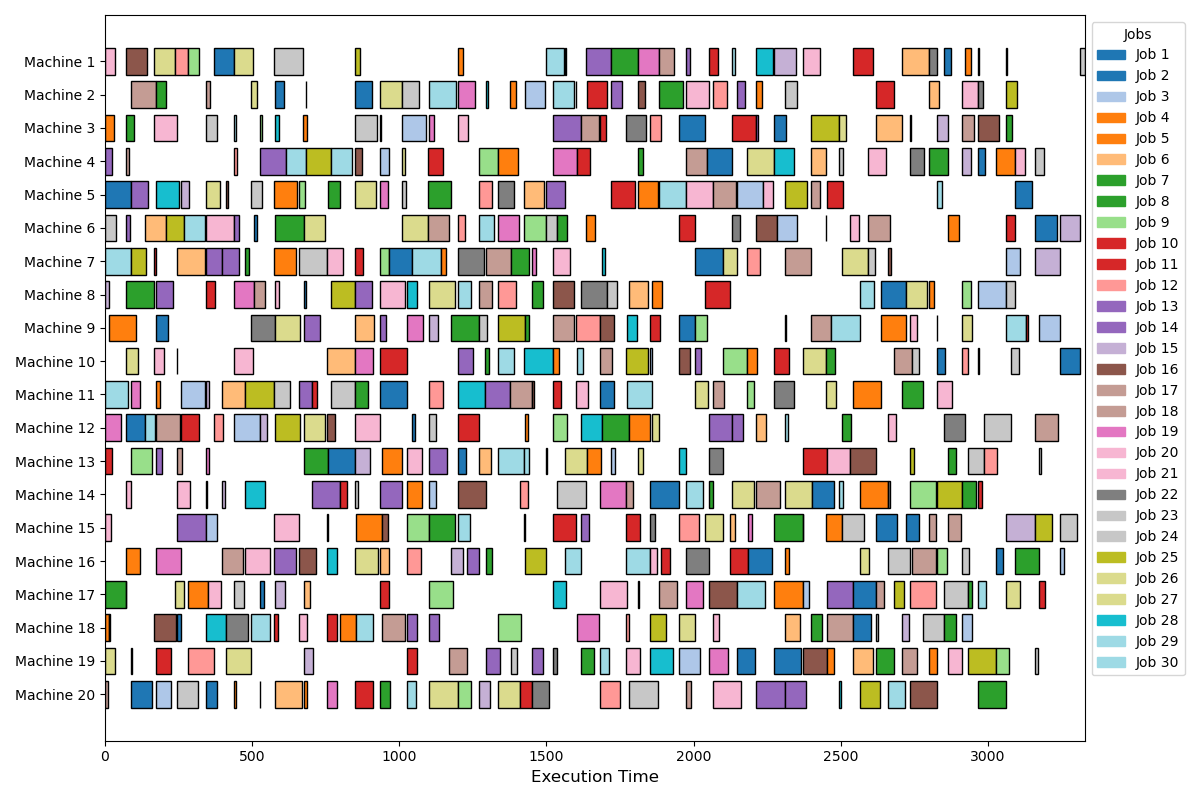 Jobs
Machine 1
Machine 2
Machine 3
Machine 4
Machine 5
Machine 6
Machine 7
Machine 8
Machine 9
Machine 10
Machine 11
Machine 12
Machine 13
Machine 14
Machine 15
Machine 16
Machine 17
Machine 18
Machine 19
Machine 20
0 500 1000 1500 2000 2500 3000
Execution Time
Job 1
Job 2
Job 3
Job 4
Job 5
Job 6
Job 7
Job 8
Job 9
Job 10
Job 11
Job 12
Job 13
Job 14
Job 15
Job 16
Job 17
Job 18
Job 19
Job 20
Job 21
Job 22
Job 23
Job 24
Job 25
Job 26
Job 27
Job 28
Job 29
Job 30